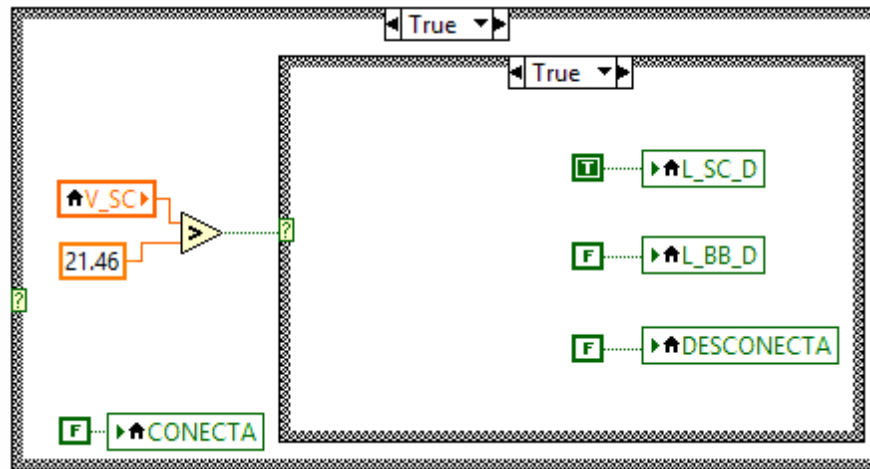 True
True
T
L_SC_D
V_SC
>
?
21.46
F
L_BB_D
?
F
DESCONECTA
F
CONECTA